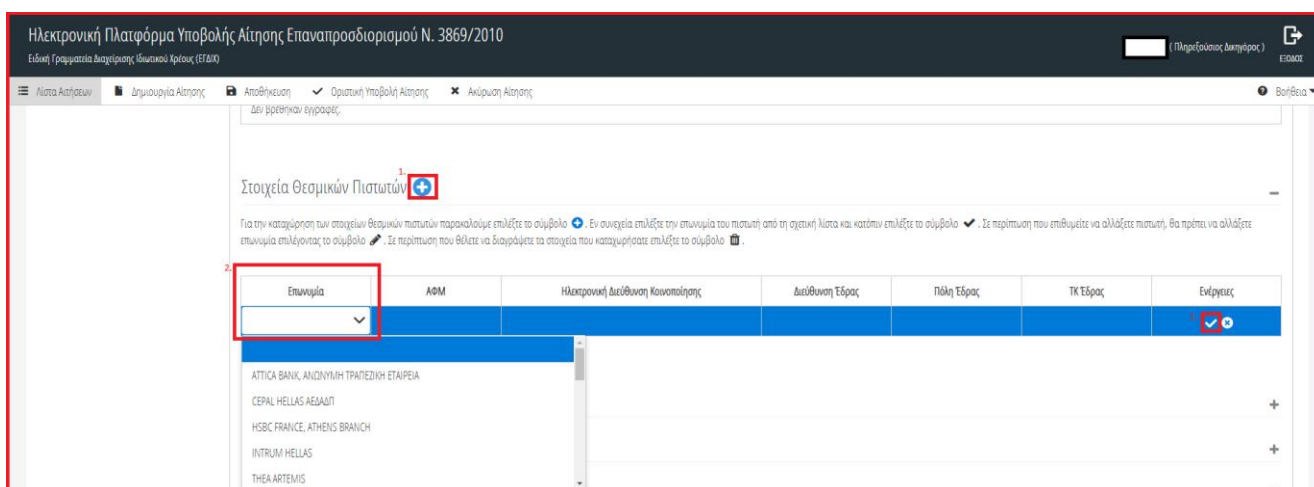 Ηλεκτρονική Πλατφόρμα Υποβολής Αίτησης Επαναπροσδιορισμού Ν. 3869/2010
Ειδική Γραμματεία Διαχείρισης Ιδιωτικού Χρέους (ΕΓΔΙΧ)
( Πληρεξούσιος Δικηγόρος )
ΕΞΟΔΟΣ
Λίστα Αιτήσεων Δημιουργία Αίτησης Αποθήκευση Οριστική Υποβολή Αίτησης Ακύρωση Αίτησης Βοήθεια
Δεν βρέθηκαν εγγραφές.
1.
Στοιχεία Θεσμικών Πιστωτών
Για την καταχώρηση των στοιχείων θεσμικών πιστωτών παρακαλούμε επιλέξτε το σύμβολο . Εν συνεχεία επιλέξτε την επωνυμία του πιστωτή από τη σχετική λίστα και κατόπιν επιλέξτε το σύμβολο . Σε περίπτωση που επιθυμείτε να αλλάξετε πιστωτή, θα πρέπει να αλλάξετε
επωνυμία επιλέγοντας το σύμβολο . Σε περίπτωση που θέλετε να διαγράψετε τα στοιχεία που καταχωρήσατε επιλέξτε το σύμβολο .
2.
Επωνυμία ΑΦΜ Ηλεκτρονική Διεύθυνση Κοινοποίησης Διεύθυνση Έδρας Πόλη Έδρας ΤΚ Έδρας Ενέργειες
ATTICA BANK, ΑΝΩΝΥΜΗ ΤΡΑΠΕΖΙΚΗ ΕΤΑΙΡΕΙΑ
CEPAL HELLAS ΑΕΔΑΔΠ
HSBC FRANCE, ATHENS BRANCH
INTRUM HELLAS
THEA ARTEMIS